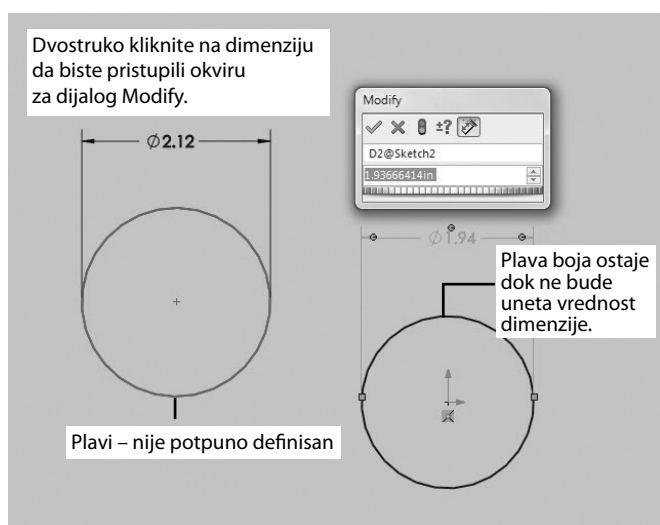 Dvostruko kliknite na dimenziju
da biste pristupili okviru
za dijalog Modify.
Modify
±?
D2@Sketch2
1.93666414in
Ø2.12
Ø1.94
Plava boja ostaje
dok ne bude
uneta vrednost
dimenzije.
Plavi – nije potpuno definisan